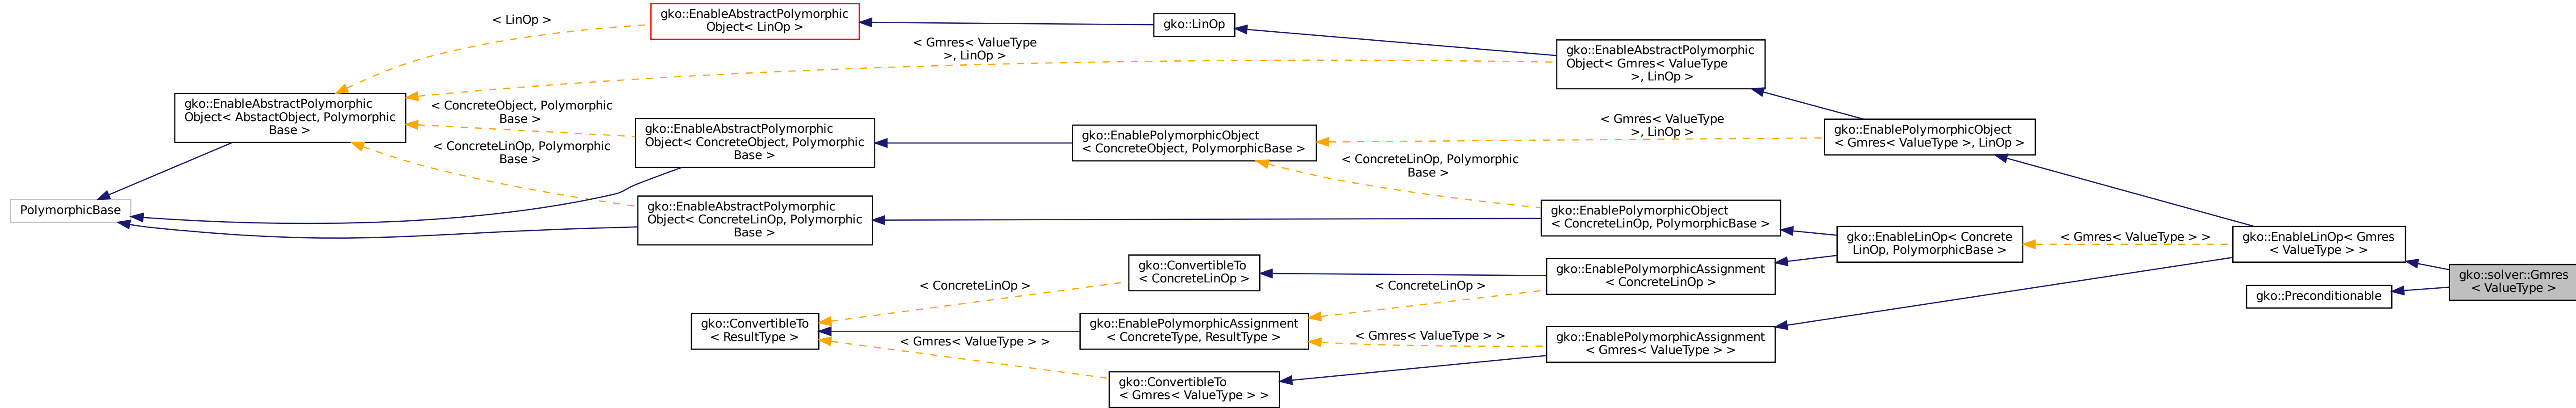 gko::EnableAbstractPolymorphic
Object< LinOp >
< LinOp >
gko::LinOp
< Gmres< ValueType
>, LinOp >
gko::EnableAbstractPolymorphic
Object< Gmres< ValueType
>, LinOp >
gko::EnableAbstractPolymorphic
Object< AbstactObject, Polymorphic
Base >
< ConcreteObject, Polymorphic
Base >
< ConcreteLinOp, Polymorphic
Base >
gko::EnableAbstractPolymorphic
Object< ConcreteObject, Polymorphic
Base >
gko::EnablePolymorphicObject
< ConcreteObject, PolymorphicBase >
< Gmres< ValueType
>, LinOp >
gko::EnablePolymorphicObject
< Gmres< ValueType >, LinOp >
< ConcreteLinOp, Polymorphic
Base >
PolymorphicBase
gko::EnableAbstractPolymorphic
Object< ConcreteLinOp, Polymorphic
Base >
gko::EnablePolymorphicObject
< ConcreteLinOp, PolymorphicBase >
gko::EnableLinOp< Concrete
LinOp, PolymorphicBase >
< Gmres< ValueType > >
gko::EnableLinOp< Gmres
< ValueType > >
gko::solver::Gmres
< ValueType >
gko::ConvertibleTo
< ConcreteLinOp >
gko::EnablePolymorphicAssignment
< ConcreteLinOp >
gko::Preconditionable
< ConcreteLinOp >
< ConcreteLinOp >
gko::ConvertibleTo
< ResultType >
gko::EnablePolymorphicAssignment
< ConcreteType, ResultType >
< Gmres< ValueType > >
gko::EnablePolymorphicAssignment
< Gmres< ValueType > >
< Gmres< ValueType > >
gko::ConvertibleTo
< Gmres< ValueType > >